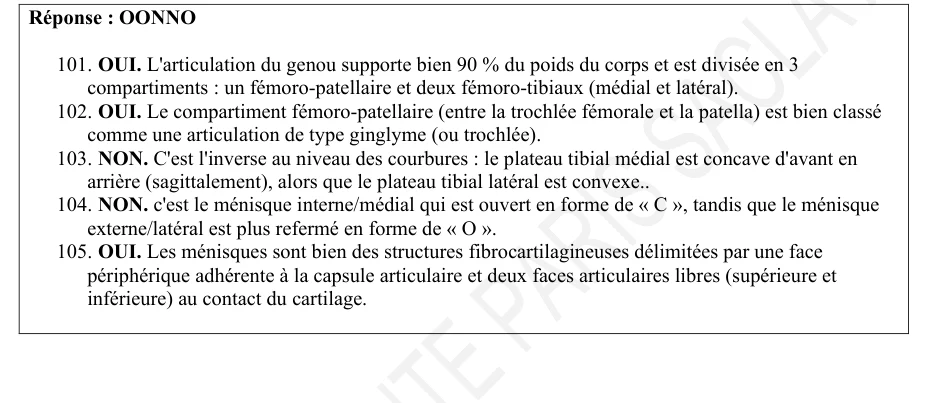 Réponse : OONNO
101. OUI. L'articulation du genou supporte bien 90 % du poids du corps et est divisée en 3
compartiments : un fémoro-patellaire et deux fémoro-tibiaux (médial et latéral).
102. OUI. Le compartiment fémoro-patellaire (entre la trochlée fémorale et la patella) est bien classé
comme une articulation de type ginglyme (ou trochlée).
103. NON. C'est l'inverse au niveau des courbures : le plateau tibial médial est concave d'avant en
arrière (sagittalement), alors que le plateau tibial latéral est convexe..
104. NON. c'est le ménisque interne/médial qui est ouvert en forme de « C », tandis que le ménisque
externe/latéral est plus refermé en forme de « O ».
105. OUI. Les ménisques sont bien des structures fibrocartilagineuses délimitées par une face
périphérique adhérente à la capsule articulaire et deux faces articulaires libres (supérieure et
inférieure) au contact du cartilage.
PARIS SACLA